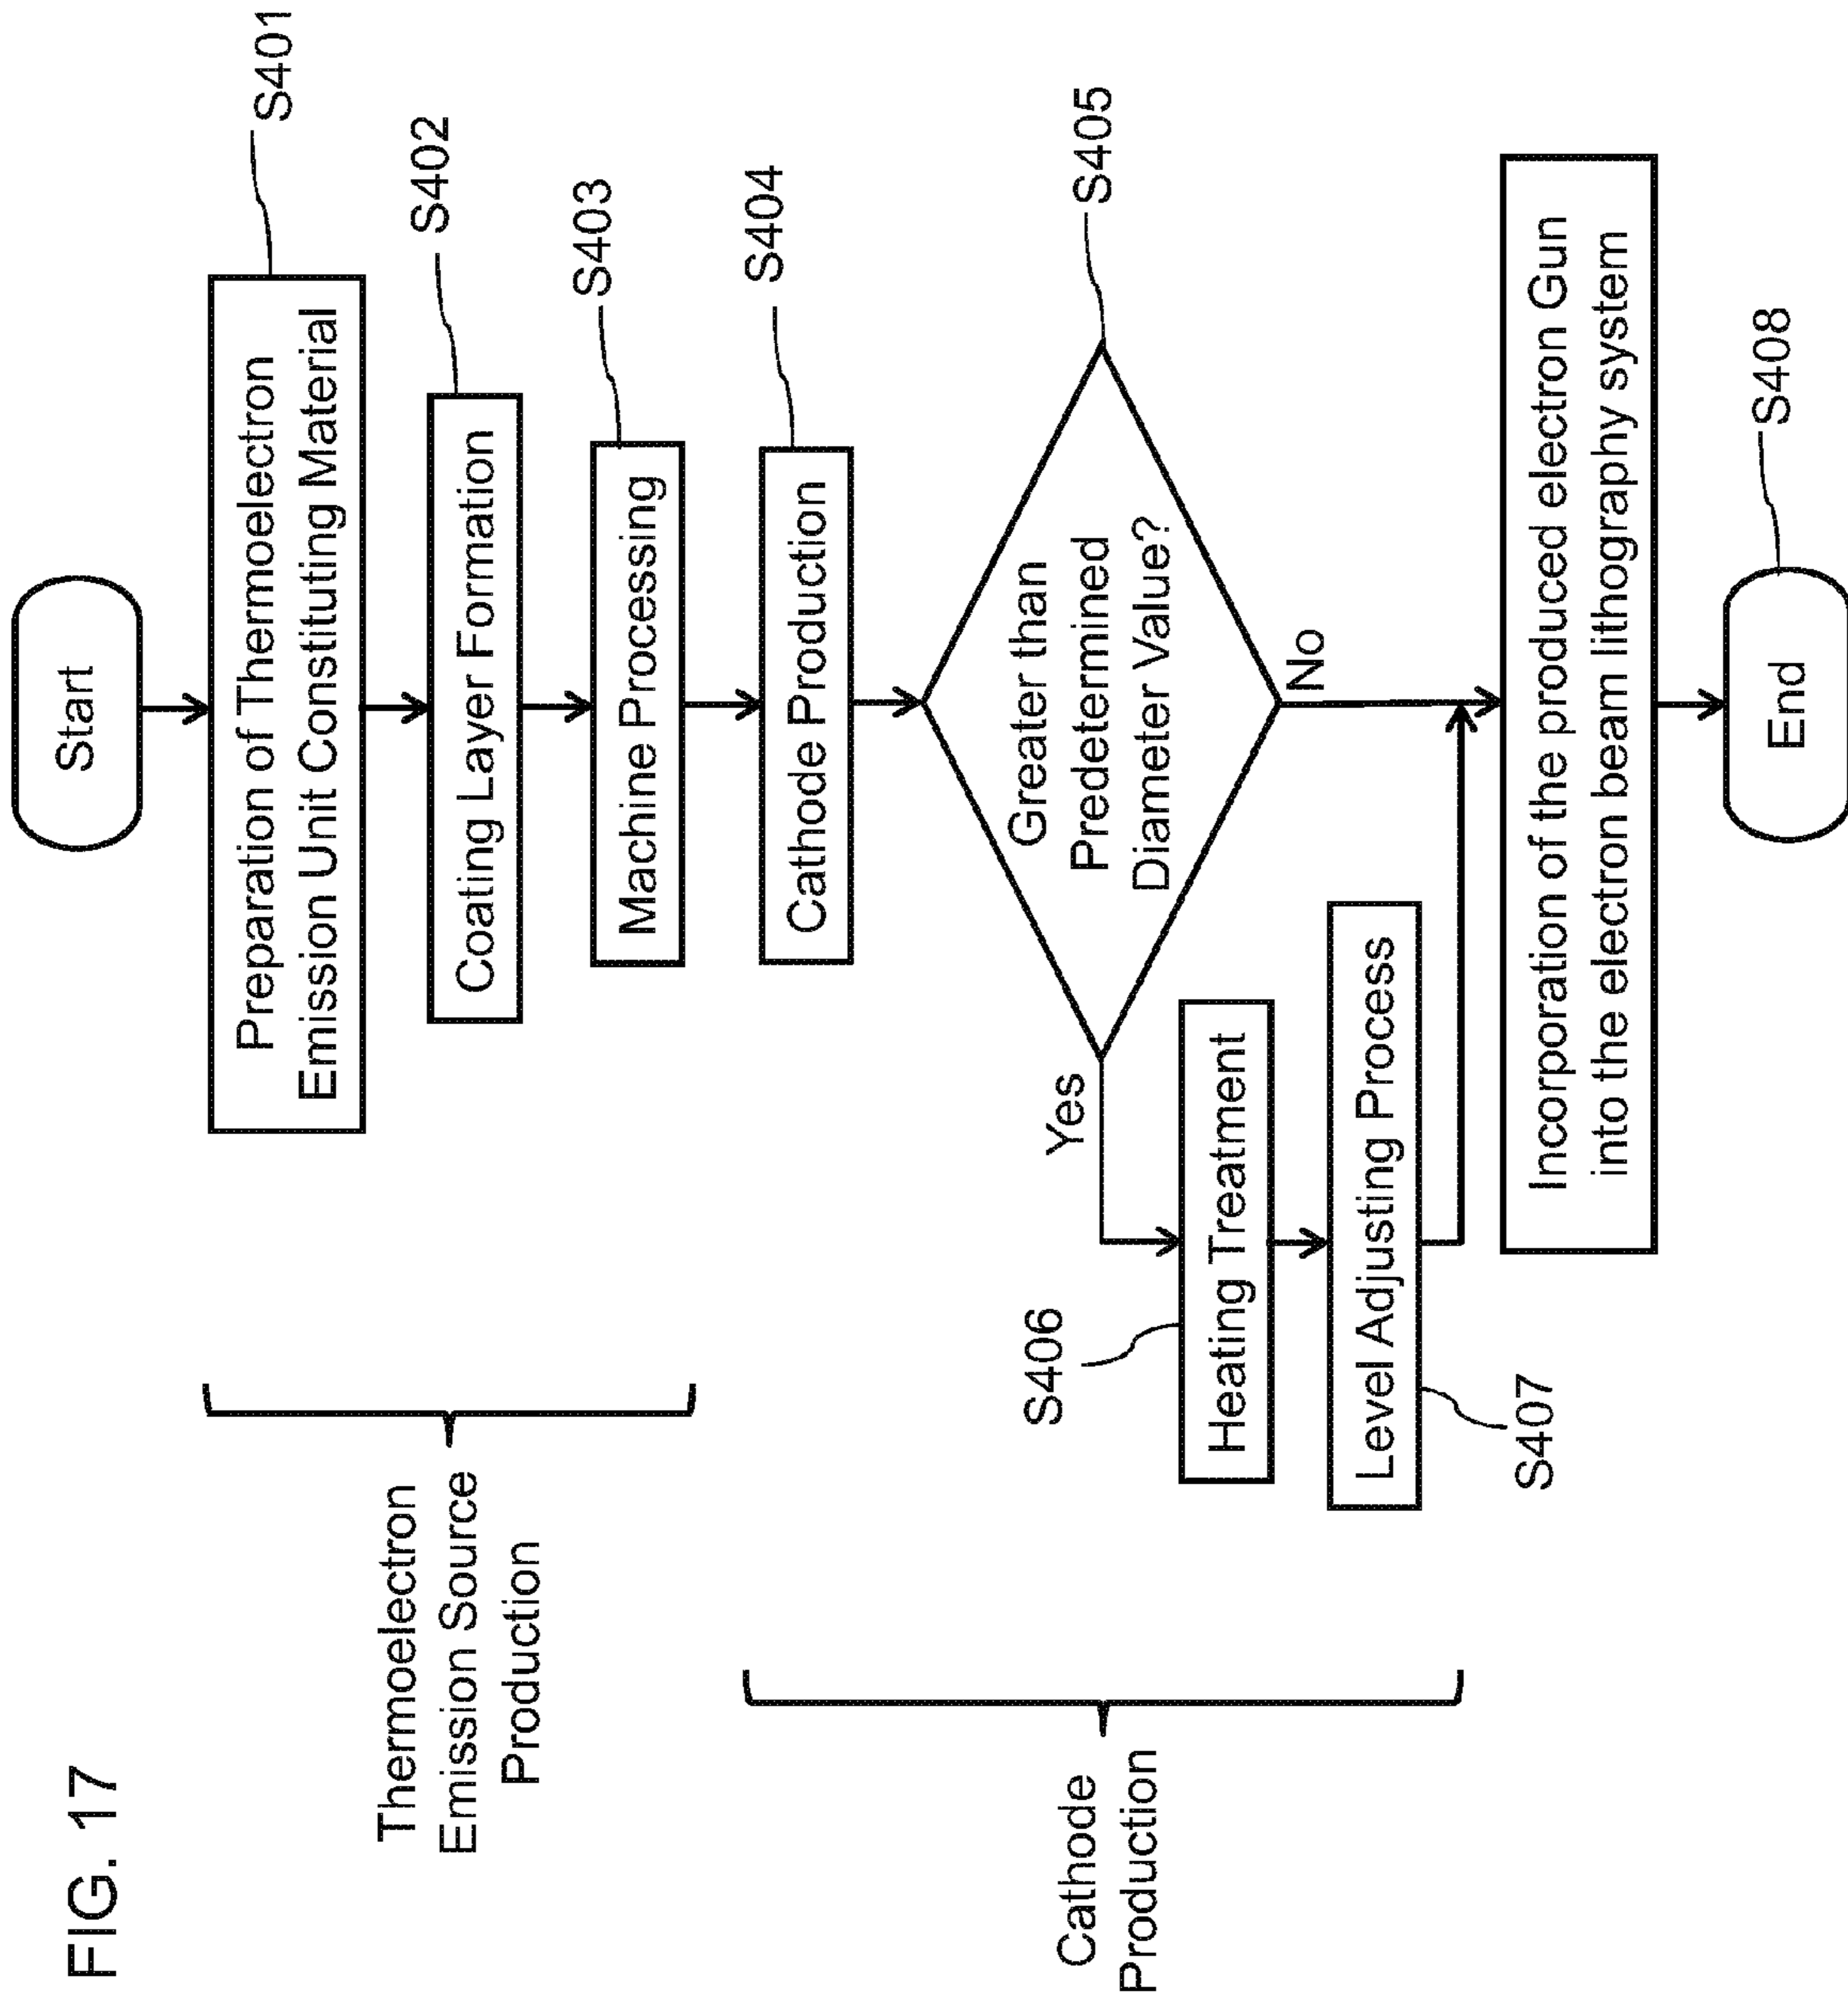 FIG. 17
Start
Thermoelectron
Emission Source
Production
Preparation of Thermoelectron
Emission Unit Constituting Material
S401
Coating Layer Formation
S402
Machine Processing
S403
Cathode
Production
Cathode Production
S404
Greater than
Predetermined
Diameter Value?
S405
Yes
No
S406
Heating Treatment
Level Adjusting Process
S407
Incorporation of the produced electron Gun
into the electron beam lithography system
End
S408